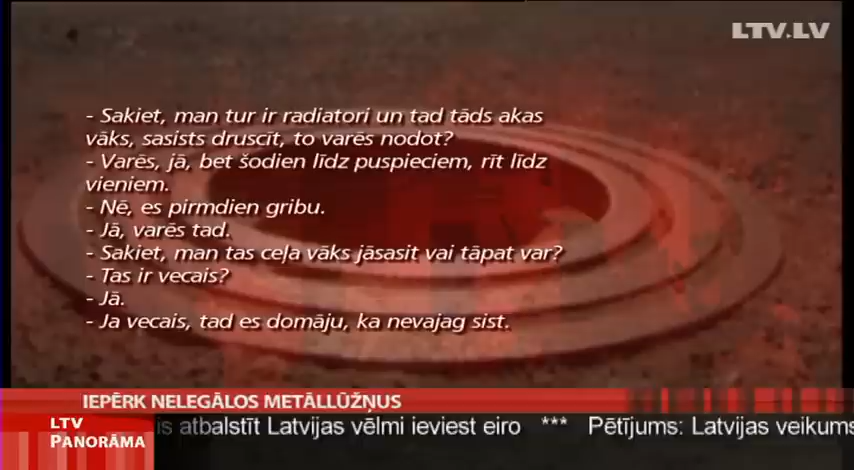 LTV.LV
- Sakiet, man tur ir radiatori un tad tāds akas
vāks, sasists druscīt, to varēs nodot?
- Varēs, jā, bet šodien līdz puspieciem, rīt līdz
vieniem.
- Nē, es pirmdien gribu.
- Jā, varēs tad.
- Sakiet, man tas ceļa vāks jāsasit vai tāpat var?
- Tas ir vecais?
- Jā.
- Ja vecais, tad es domāju, ka nevajag sist.
IEPĒRK NELEGĀLOS METĀLLŪŽŅUS
LTV
PANORĀMA
is atbalstīt Latvijas vēlmi ieviest eiro *** Pētījums: Latvijas veikums